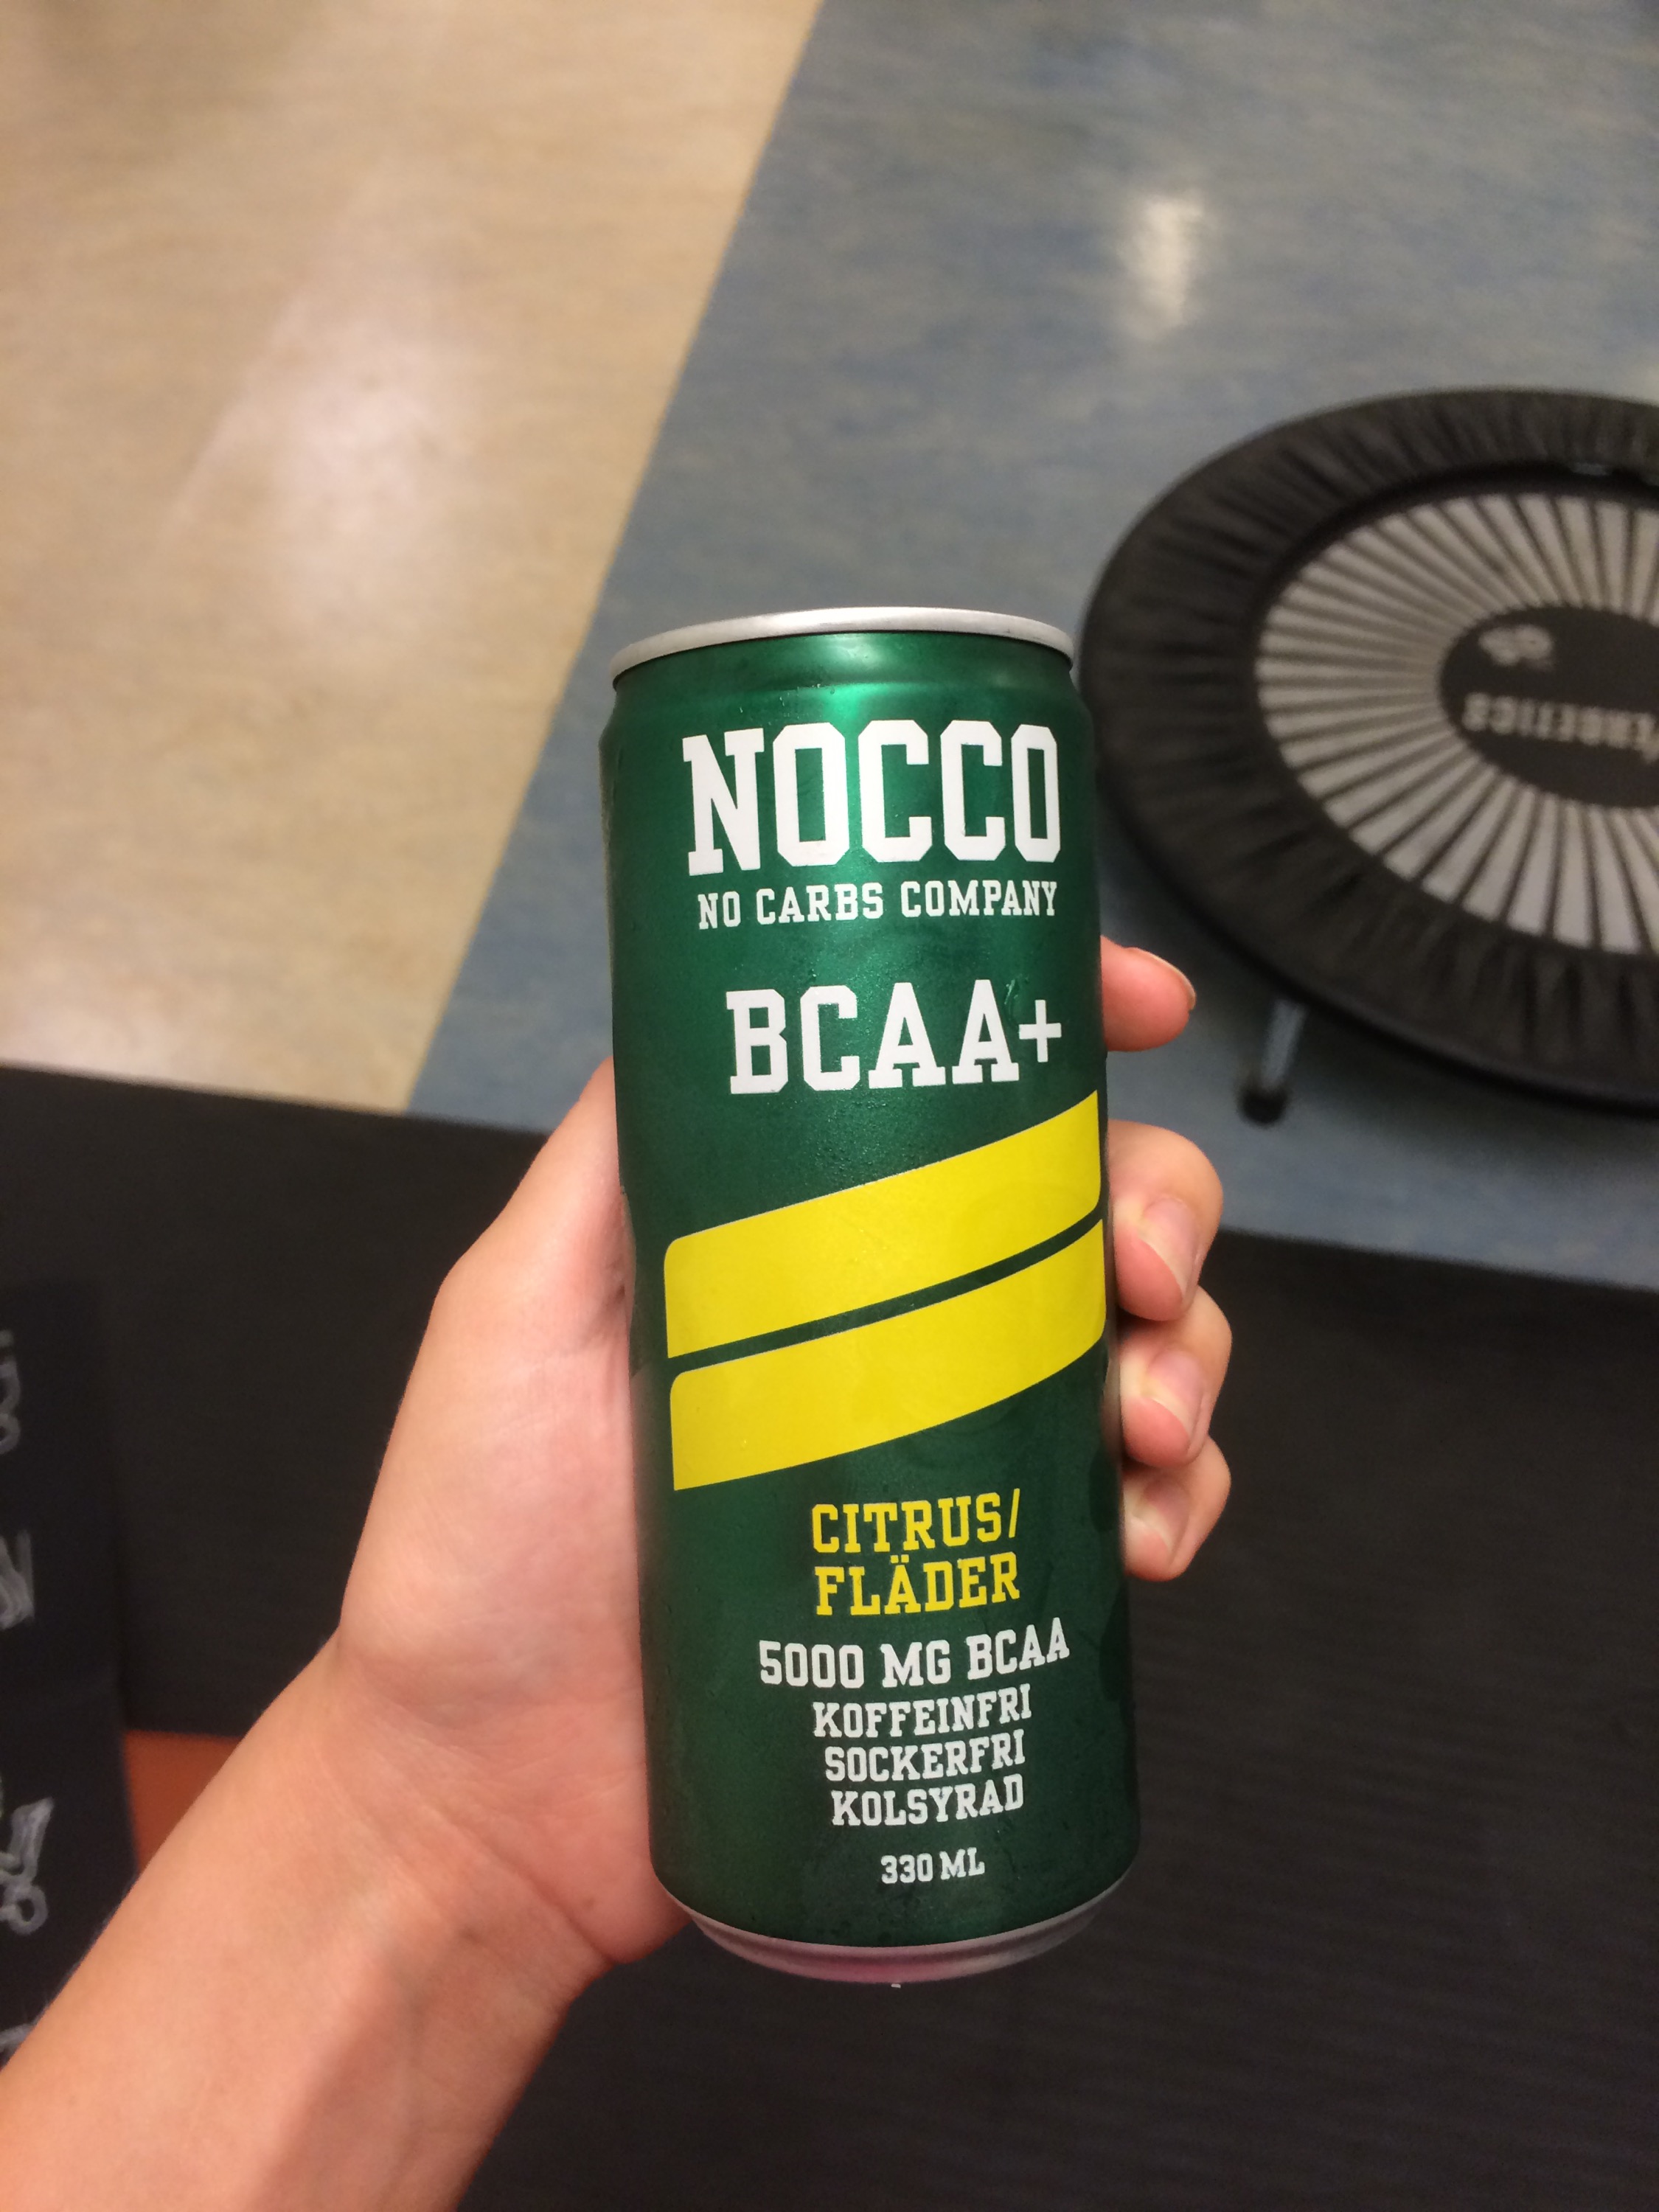 NOCCO
NO CARBS COMPANY
BCAA+
CITRUS/
FLÄDER
5000 MG BCAA
KOFFEINFRI
SOCKERFRI
KOLSYRAD
330 ML